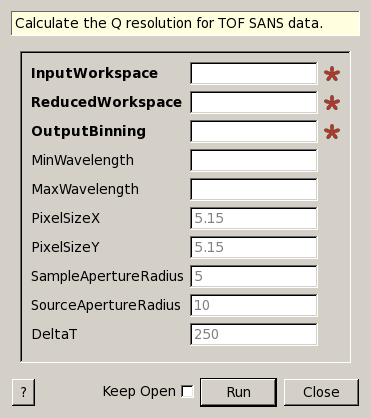 Calculate the Q resolution for TOF SANS data.
InputWorkspace *
ReducedWorkspace *
OutputBinning *
MinWavelength
MaxWavelength
PixelSizeX 5.15
PixelSizeY 5.15
SampleApertureRadius 5
SourceApertureRadius 10
DeltaT 250
? Keep Open Run Close